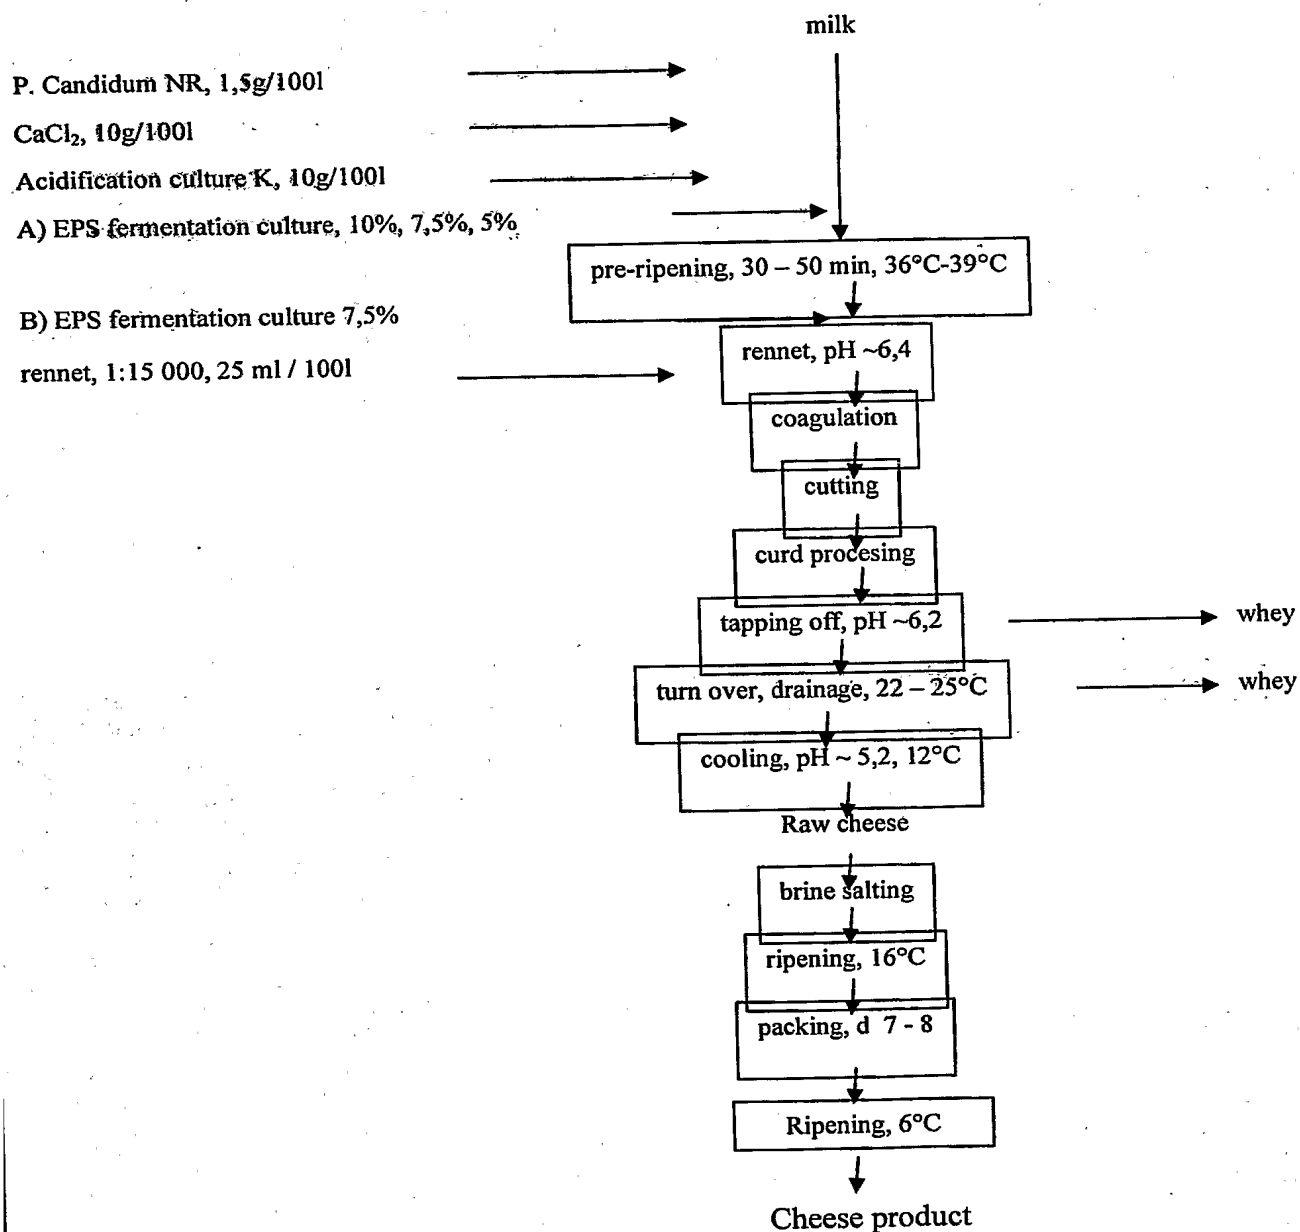 milk
P. Candidum NR, 1,5g/100l
CaCl₂, 10g/100l
Acidification culture K, 10g/100l
A) EPS fermentation culture, 10%, 7,5%, 5%
pre-ripening, 30 – 50 min, 36°C-39°C
B) EPS fermentation culture 7,5%
rennet, pH ~6,4
rennet, 1:15 000, 25 ml / 100l
coagulation
cutting
curd procesing
tapping off, pH ~6,2
whey
turn over, drainage, 22 – 25°C
whey
cooling, pH ~ 5,2, 12°C
Raw cheese
brine salting
ripening, 16°C
packing, d 7 - 8
Ripening, 6°C
Cheese product